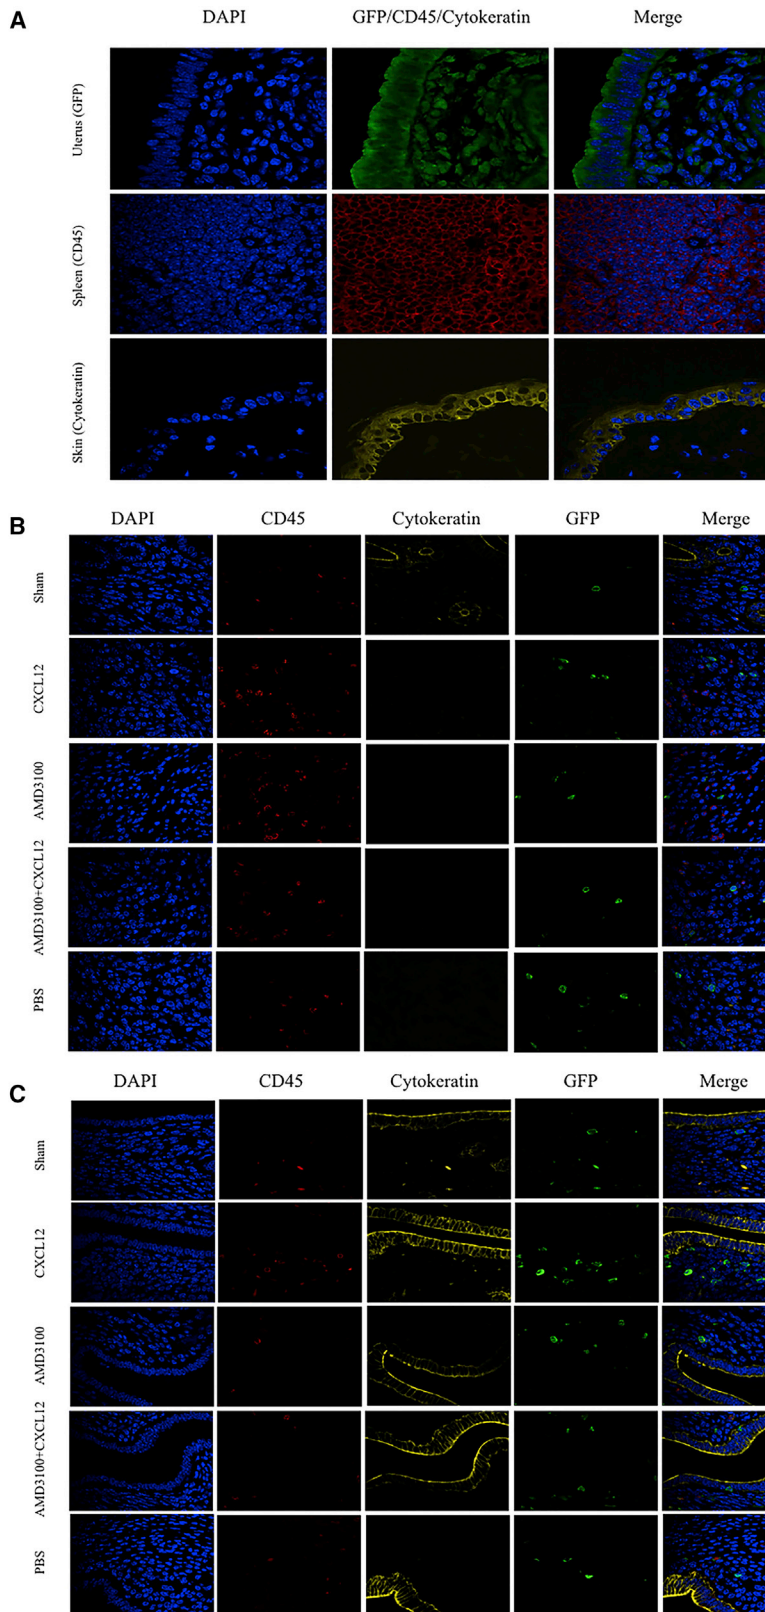 A
DAPI GFP/CD45/Cytokeratin Merge
Uterus (GFP)
Spleen (CD45)
Skin (Cytokeratin)
B
DAPI CD45 Cytokeratin GFP Merge
Sham
CXCL12
AMD3100
AMD3100+CXCL12
PBS
C
DAPI CD45 Cytokeratin GFP Merge
Sham
CXCL12
AMD3100
AMD3100+CXCL12
PBS